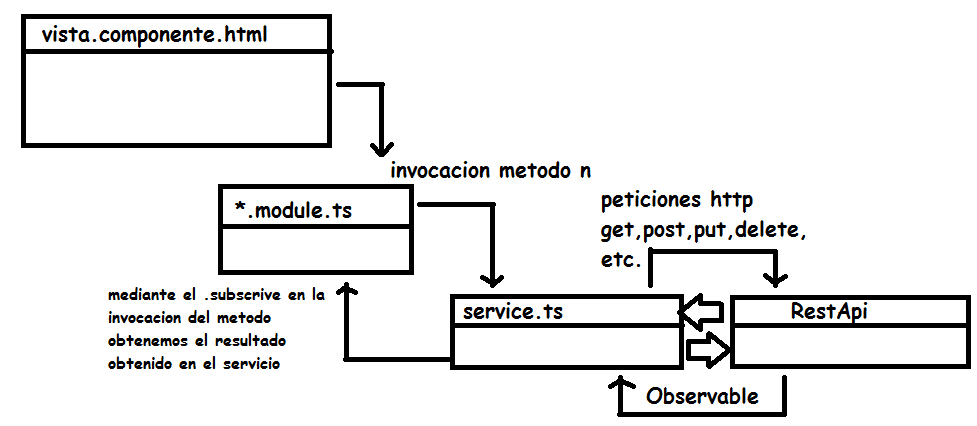 vista.componente.html
invocacion metodo n
*.module.ts
peticiones http
get,post,put,delete,
etc.
mediante el .subscrive en la
invocacion del metodo
obtenemos el resultado
obtenido en el servicio
service.ts
RestApi
Observable